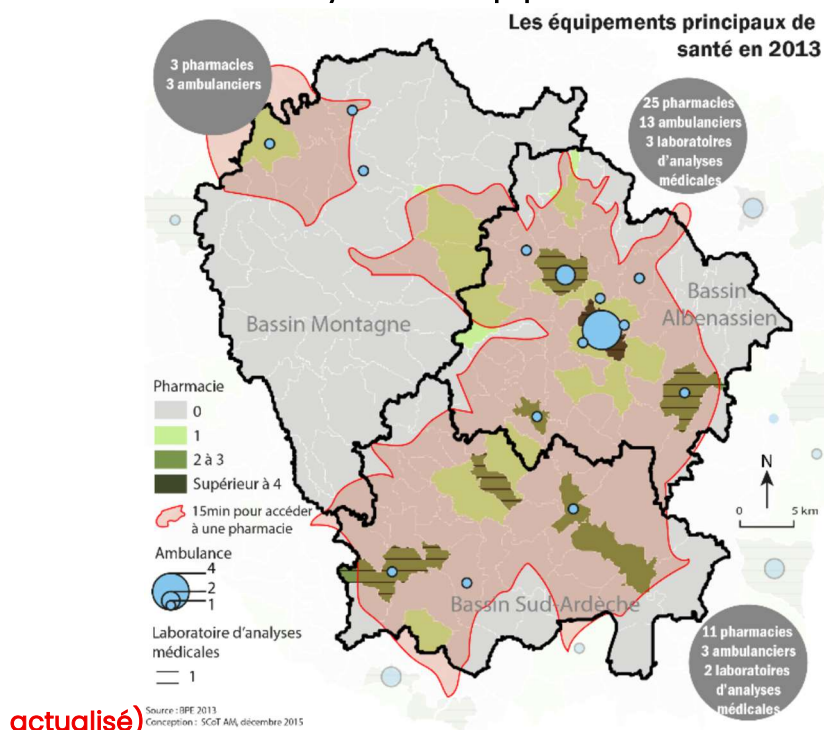 Les équipements principaux de
santé en 2013
3 pharmacies
3 ambulanciers
25 pharmacies
13 ambulanciers
3 laboratoires
d'analyses
médicales
Bassin
Albenassien
Bassin Montagne
Pharmacie
0
1
2 à 3
Supérieur à 4
15min pour accéder
à une pharmacie
Ambulance
4
2
1
Laboratoire d'analyses
médicales
1
N
0 5 km
Bassin Sud-Ardèche
11 pharmacies
3 ambulanciers
2 laboratoires
d'analyses
médicales
actualisé)
Source : BPE 2013
Conception : SCoT AM, décembre 2015